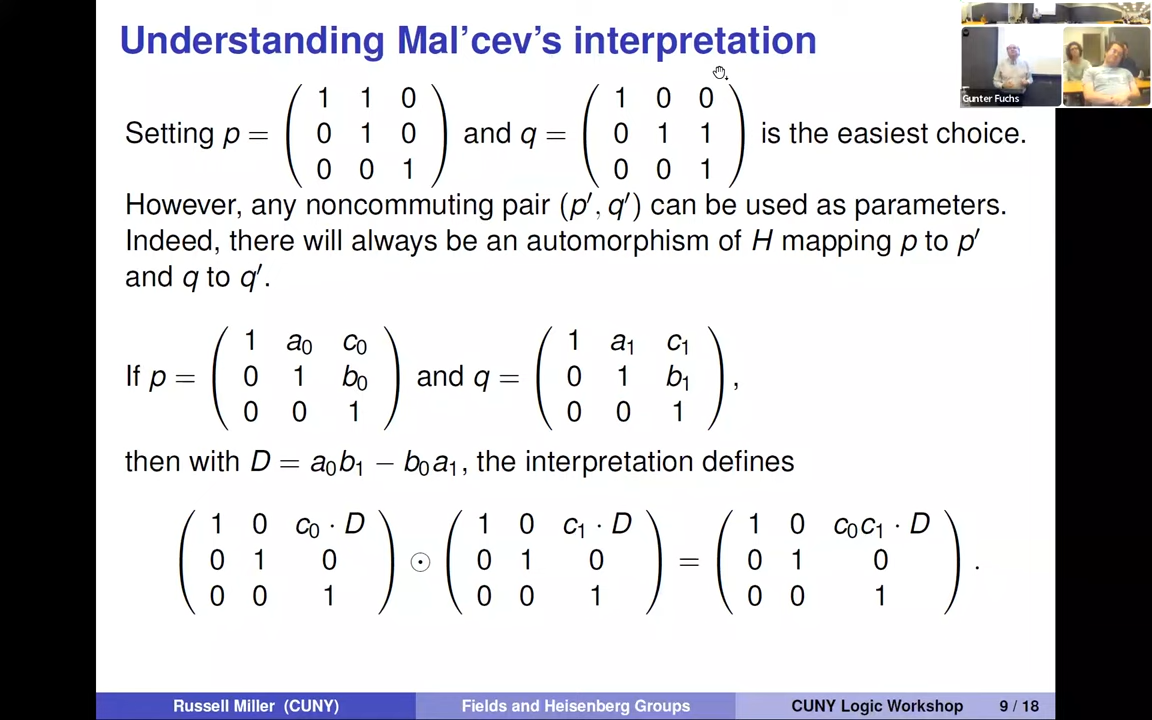 Understanding Mal'cev's interpretation
Gunter Fuchs
Setting p = ( 1 1 0 ; 0 1 0 ; 0 0 1 ) and q = ( 1 0 0 ; 0 1 1 ; 0 0 1 ) is the easiest choice.
However, any noncommuting pair (p′, q′) can be used as parameters.
Indeed, there will always be an automorphism of H mapping p to p′
and q to q′.
If p = ( 1 a₀ c₀ ; 0 1 b₀ ; 0 0 1 ) and q = ( 1 a₁ c₁ ; 0 1 b₁ ; 0 0 1 ),
then with D = a₀b₁ − b₀a₁, the interpretation defines
( 1 0 c₀ · D ; 0 1 0 ; 0 0 1 ) ⊙ ( 1 0 c₁ · D ; 0 1 0 ; 0 0 1 ) = ( 1 0 c₀c₁ · D ; 0 1 0 ; 0 0 1 ).
Russell Miller (CUNY) Fields and Heisenberg Groups CUNY Logic Workshop 9 / 18